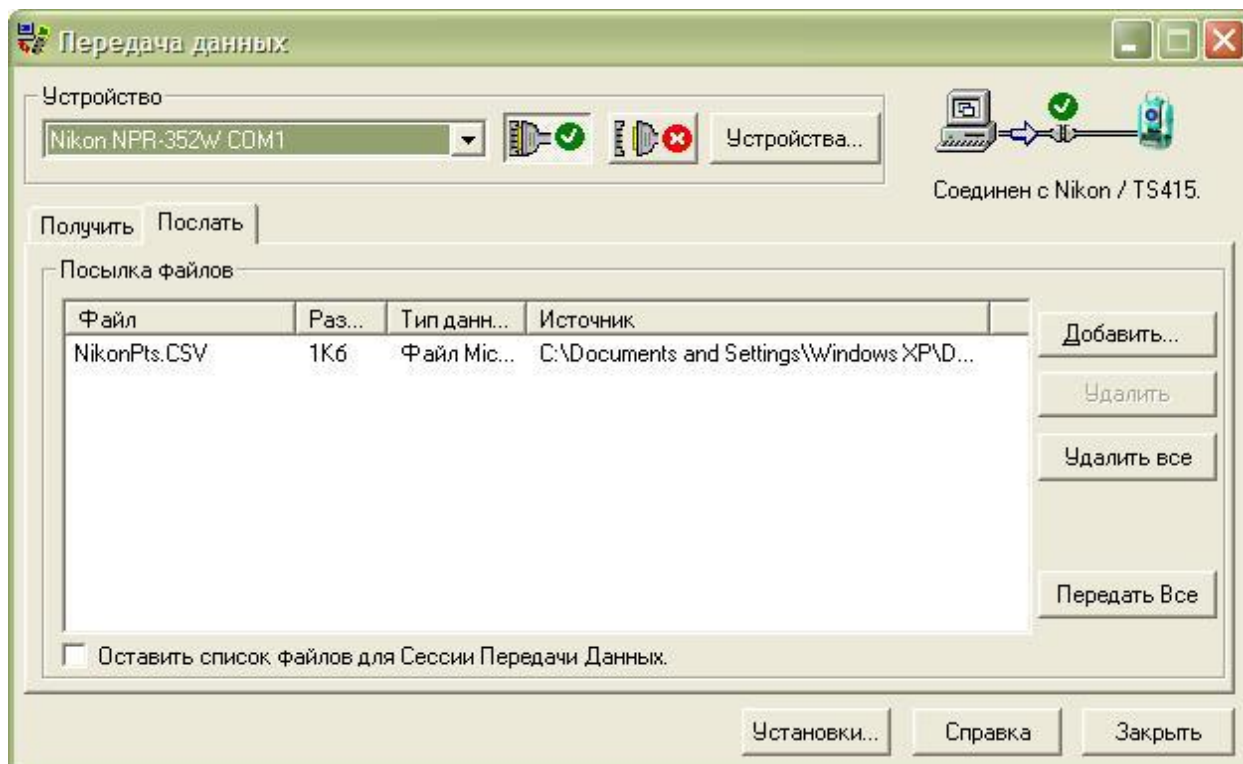 Передача данных
Устройство
Nikon NPR-352W COM1
Устройства...
Соединен с Nikon / TS415.
Получить Послать
Посылка файлов
Файл Раз... Тип данн... Источник
NikonPts.CSV 1Кб Файл Mic... C:\Documents and Settings\Windows XP\D...
Добавить...
Удалить
Удалить все
Передать Все
Оставить список файлов для Сессии Передачи Данных.
Установки... Справка Закрыть